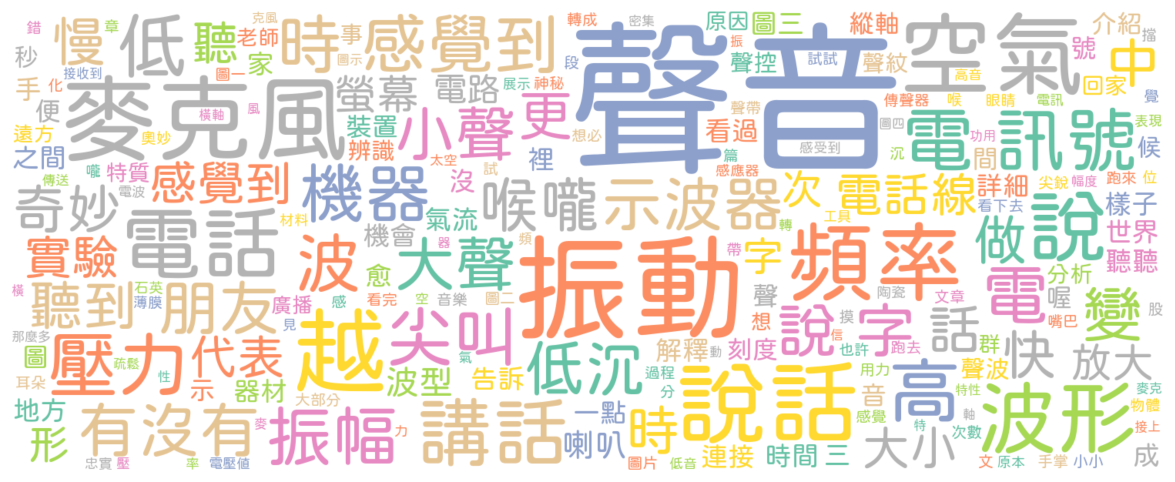 聲音
振動
麥克風
空氣
說話
電訊號
感覺到
頻率
波形
電話
機器
講話
越
高
說
低
時
慢
聽
中
更
小聲
大聲
示波器
喉嚨
電話線
奇妙
實驗
波
聽到
朋友
尖叫
壓力
代表
低沉
有沒有
振幅
說
字
字
話
快
放大
變
電
做
次
螢幕
電路
裝置
辨識
裡
看過
聲控
原因
圖三
縱軸
聲紋
介紹
號
回家
候
間
詳細
樣子
世界
聽聽
分析
喔
群
聲波
音
大小
成
時
時間
三
連接
一點
喇叭
告訴
波型
器材
示
圖
形
地方
廣播
愈
氣流
機會
特質
之間
遠方
便
手
秒
家
事
老師
感覺到
聲
想
刻度
解釋
沒
錯
章
接收到
化
圖一
圖示
克風
轉成
密集
段
振
試試
高音
擋
展示
神秘
橫軸
風
奧妙
傳送
電波
嚨
想必
太空
試
聲帶
篇
感應器
圖四
感受到
沉
傳聲器
喉
眼睛
電訊
功用
覺
表現
尖銳
幅度
跑來
位
看下去
工具
轉
材料
器
頻
帶
石英
薄膜
橫
感
見
看完
空
音樂
圖二
那麼多
疏鬆
性
耳朵
大部分
氣
動
過程
分
也許
用力
信
摸
跑去
陶瓷
文章
嘴巴
股
感覺
特性
特
軸
次數
麥克
物體
接上
忠實
壓
率
電壓值
麥
力
圖片
低音
文
原本
手掌
小小